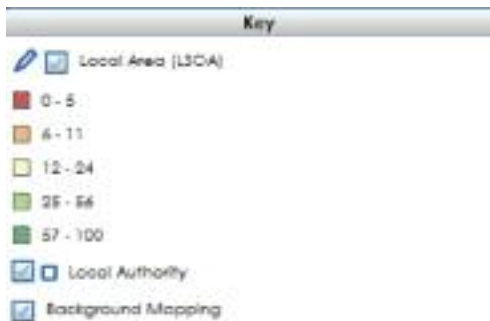 Key
Local Area (LSOA)
0 - 5
6 - 11
12 - 24
25 - 56
57 - 100
Local Authority
Background Mapping